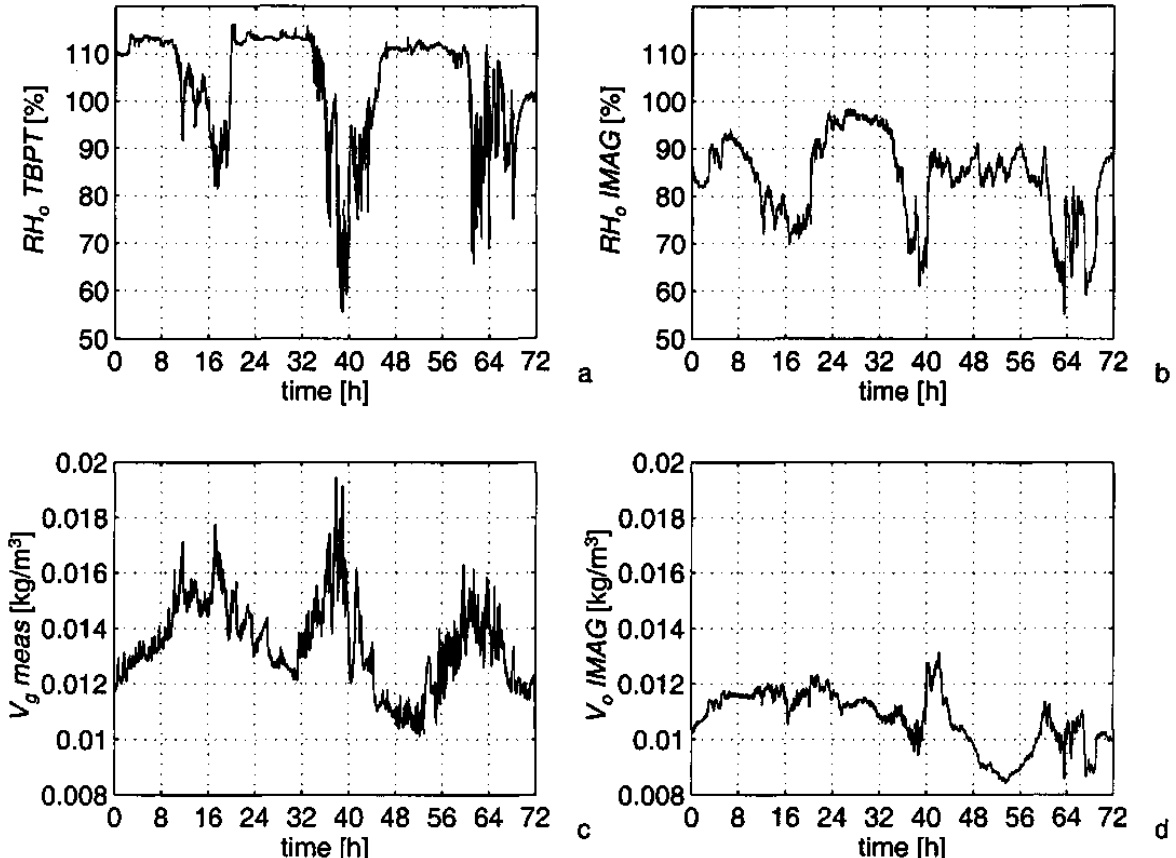 RH_o TBPT [%]
110
100
90
80
70
60
50
0 8 16 24 32 40 48 56 64 72
time [h]
a
RH_o IMAG [%]
110
100
90
80
70
60
50
0 8 16 24 32 40 48 56 64 72
time [h]
b
V_g meas [kg/m³]
0.02
0.018
0.016
0.014
0.012
0.01
0.008
0 8 16 24 32 40 48 56 64 72
time [h]
c
V_o IMAG [kg/m³]
0.02
0.018
0.016
0.014
0.012
0.01
0.008
0 8 16 24 32 40 48 56 64 72
time [h]
d